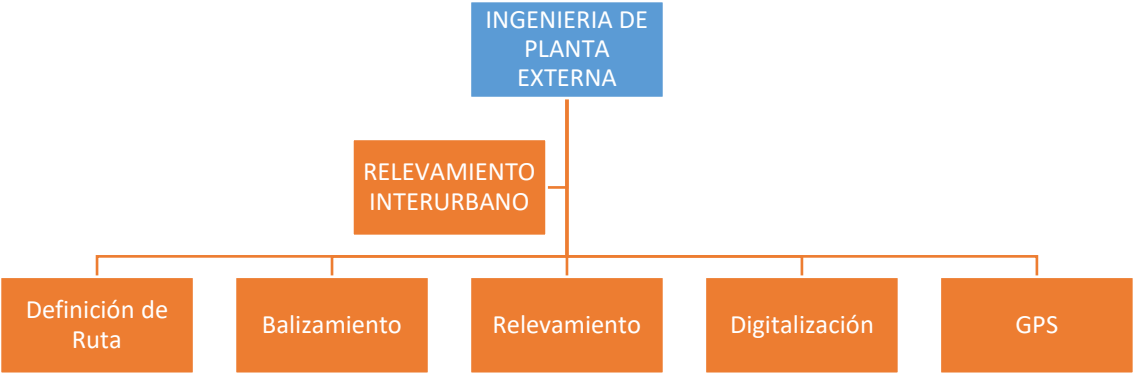 INGENIERIA DE
PLANTA
EXTERNA
RELEVAMIENTO
INTERURBANO
Definición de
Ruta
Balizamiento
Relevamiento
Digitalización
GPS